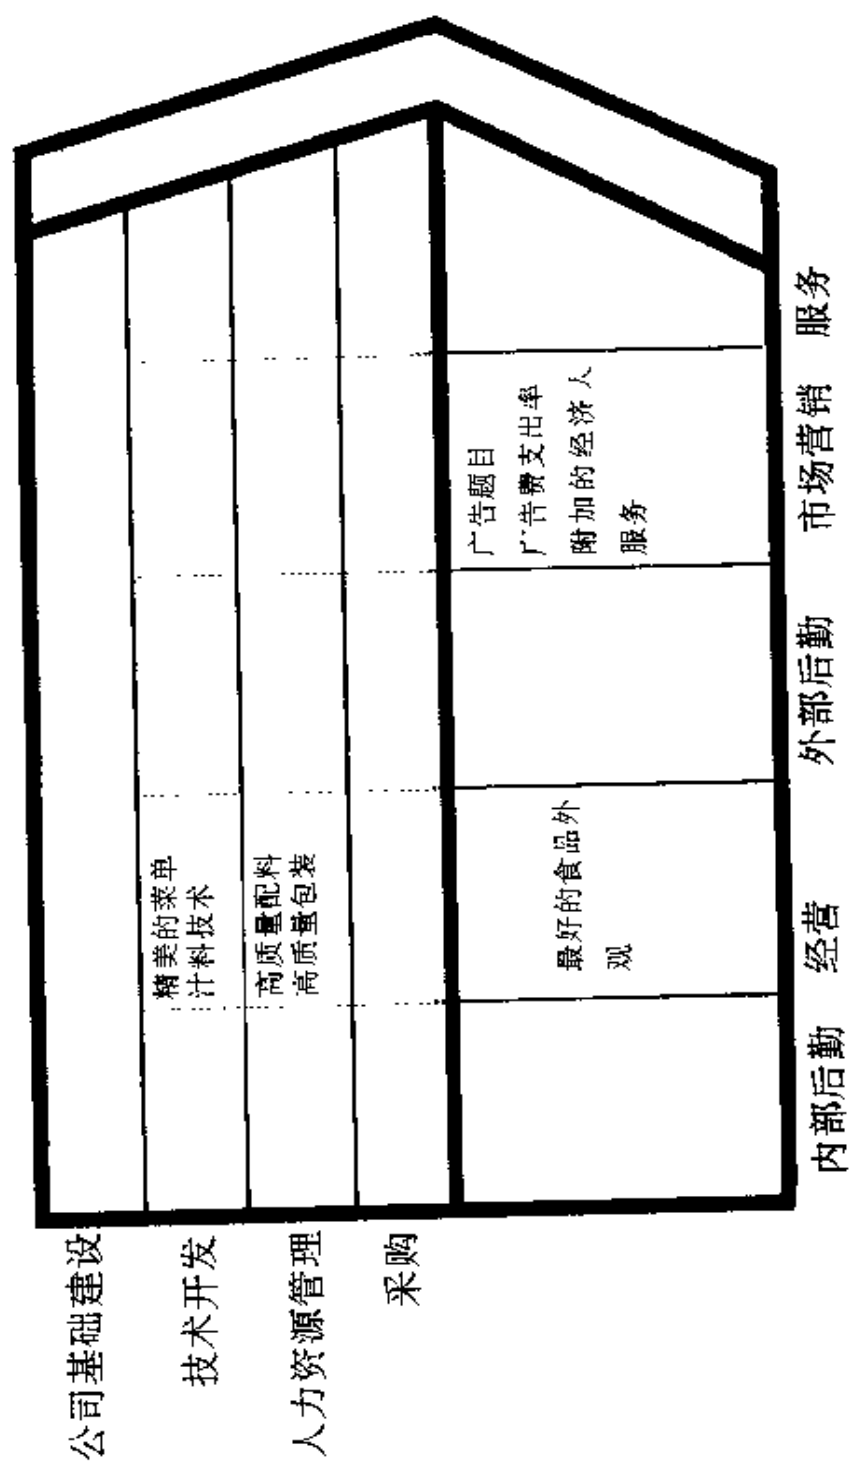 公司基础建设
技术开发
精美的菜单
汁料技术
人力资源管理
高质量配料
高质量包装
采购
最好的食品外
观
广告题目
广告费支出率
附加的经济人
服务
内部后勤
经营
外部后勤
市场营销
服务